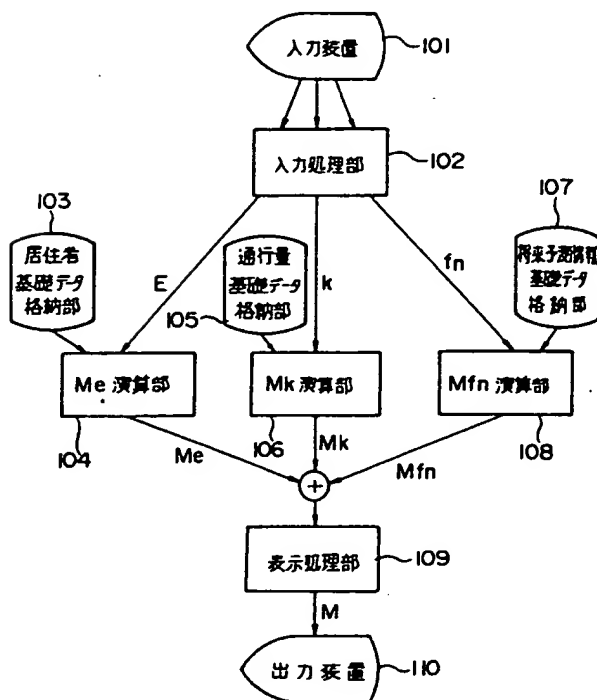 入力装置
101
入力処理部
102
103
107
居住者
基礎データ
格納部
E
通行量
基礎データ
格納部
105
k
fn
将来予測情報
基礎データ
格納部
Me 演算部
Mk 演算部
Mfn 演算部
104
106
108
Me
Mk
Mfn
+
表示処理部
109
M
出力装置
110